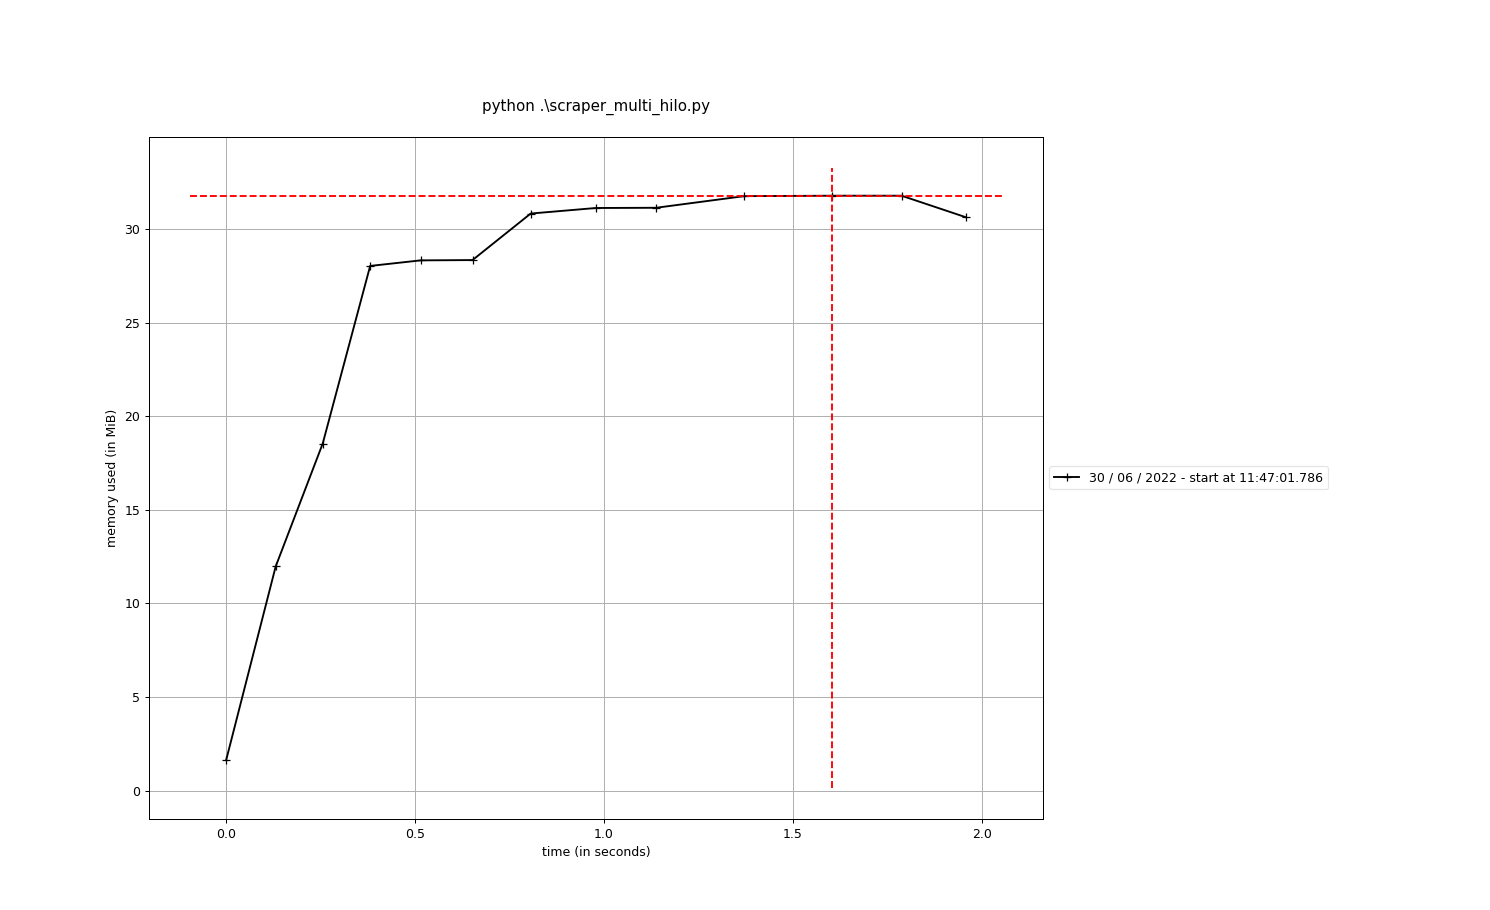 python .\scraper_multi_hilo.py
30
25
20
15
10
5
0
memory used (in MiB)
0.0 0.5 1.0 1.5 2.0
time (in seconds)
30 / 06 / 2022 - start at 11:47:01.786